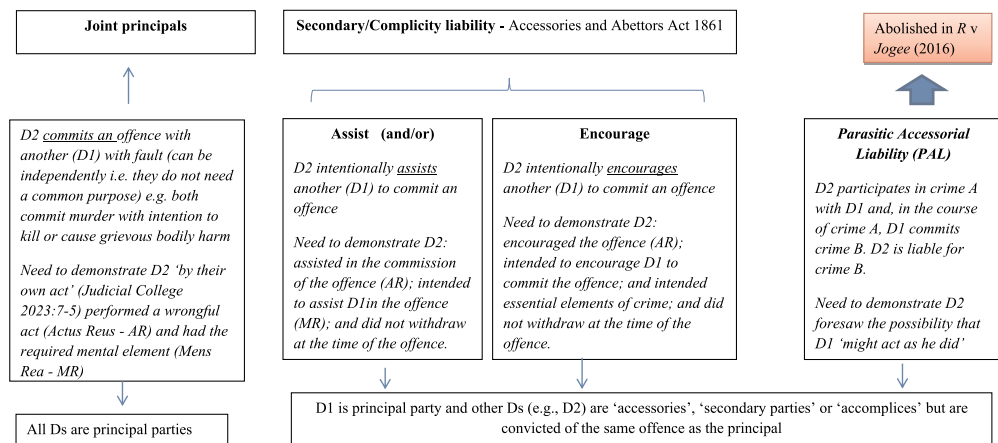 Joint principals
Secondary/Complicity liability - Accessories and Abettors Act 1861
Abolished in R v
Jogee (2016)
D2 commits an offence with
another (D1) with fault (can be
independently i.e. they do not need
a common purpose) e.g. both
commit murder with intention to
kill or cause grievous bodily harm
Need to demonstrate D2 ‘by their
own act’ (Judicial College
2023:7-5) performed a wrongful
act (Actus Reus - AR) and had the
required mental element (Mens
Rea - MR)
Assist (and/or)
D2 intentionally assists
another (D1) to commit an
offence
Need to demonstrate D2:
assisted in the commission
of the offence (AR); intended
to assist D1in the offence
(MR); and did not withdraw
at the time of the offence.
Encourage
D2 intentionally encourages
another (D1) to commit an
offence
Need to demonstrate D2:
encouraged the offence (AR);
intended to encourage D1 to
commit the offence; and intended
essential elements of crime; and did
not withdraw at the time of the
offence.
Parasitic Accessorial
Liability (PAL)
D2 participates in crime A
with D1 and, in the course
of crime A, D1 commits
crime B. D2 is liable for
crime B.
Need to demonstrate D2
foresaw the possibility that
D1 ‘might act as he did’
All Ds are principal parties
D1 is principal party and other Ds (e.g., D2) are ‘accessories’, ‘secondary parties’ or ‘accomplices’ but are
convicted of the same offence as the principal